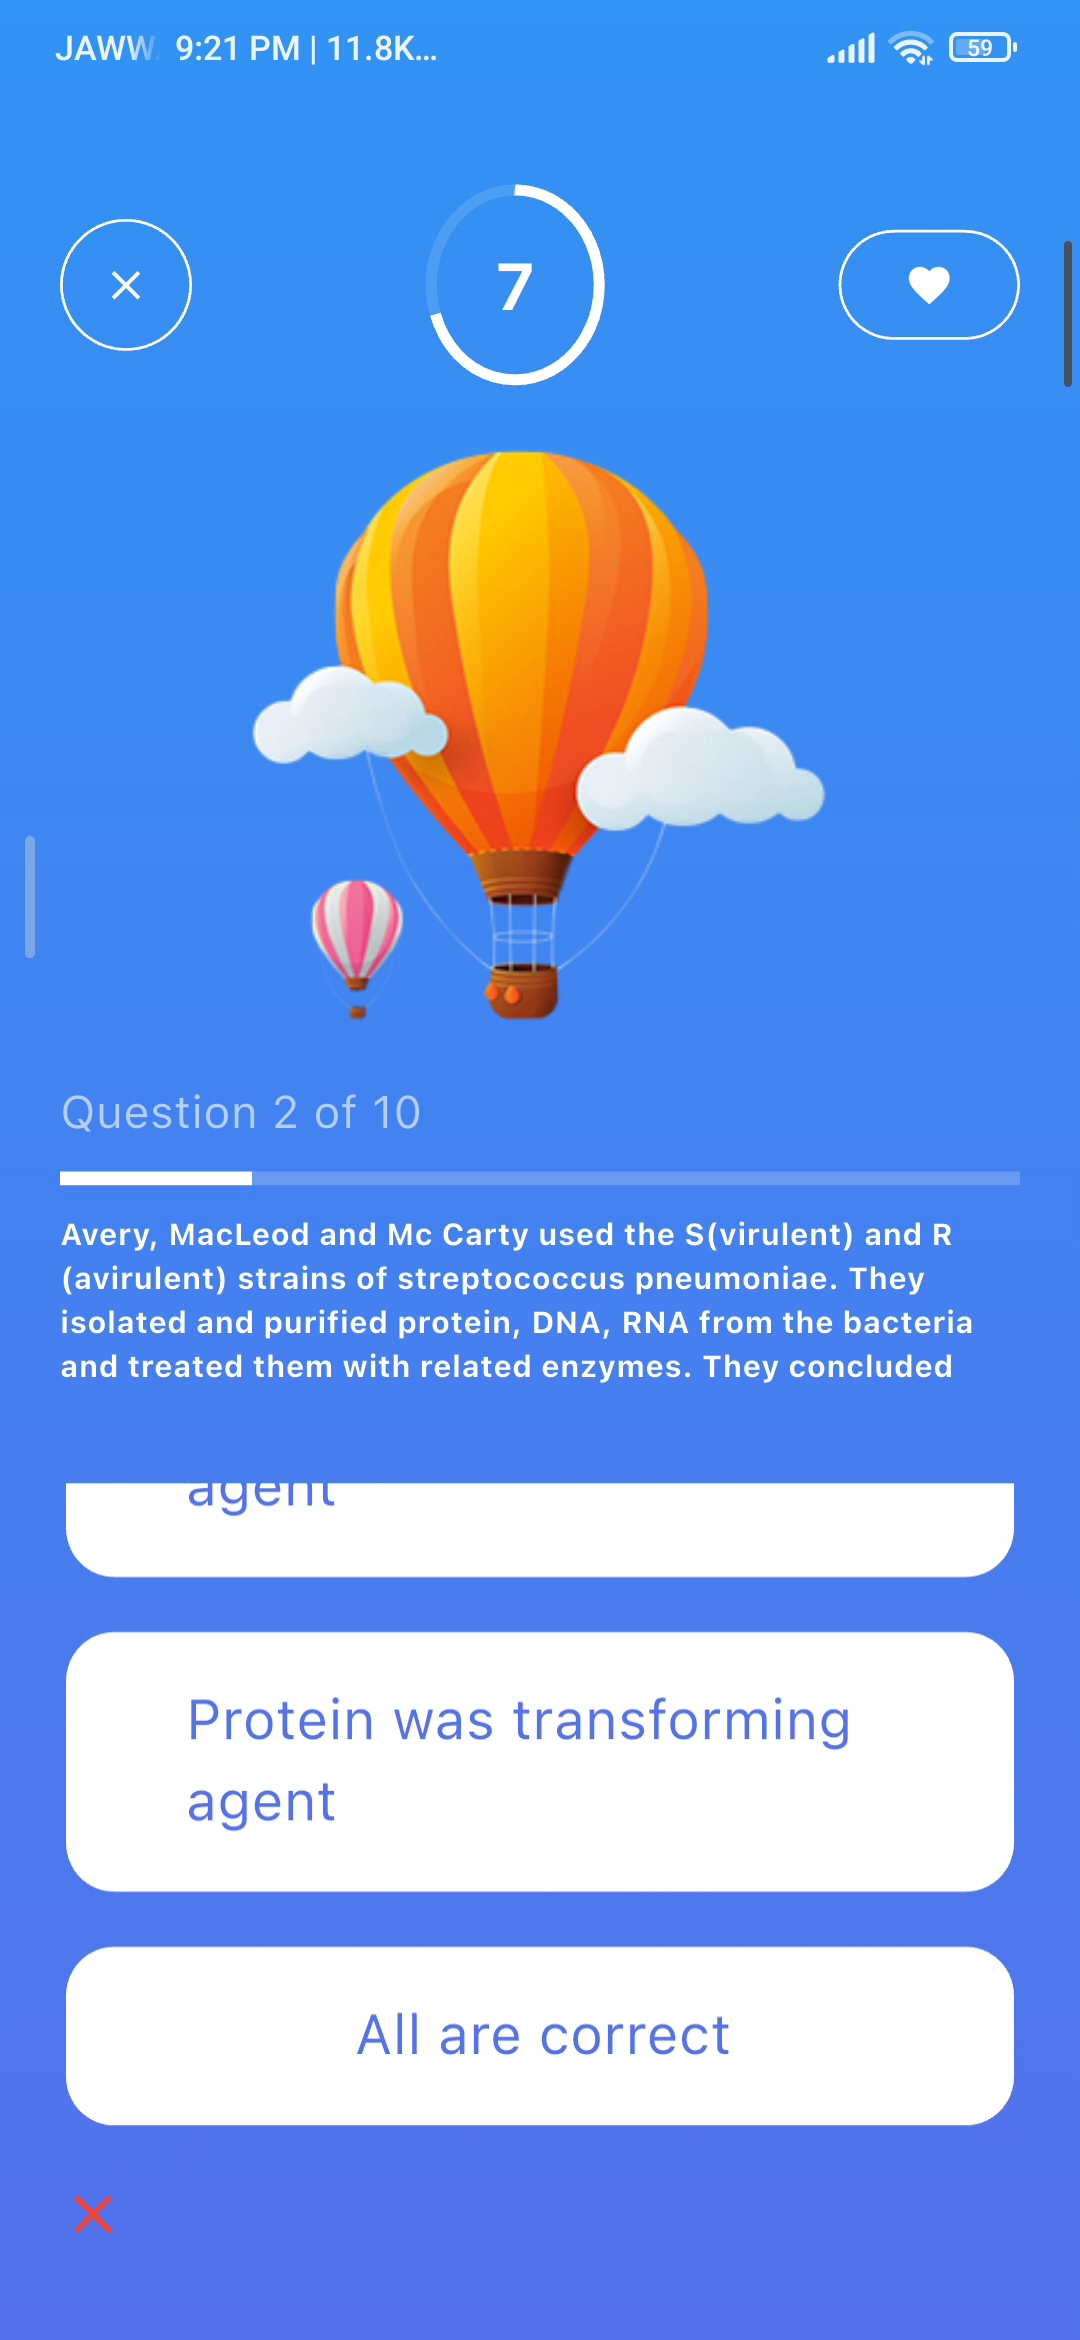 JAWW 9:21 PM | 11.8K... 59
7
Question 2 of 10
Avery, MacLeod and Mc Carty used the S(virulent) and R
(avirulent) strains of streptococcus pneumoniae. They
isolated and purified protein, DNA, RNA from the bacteria
and treated them with related enzymes. They concluded
agent
Protein was transforming
agent
All are correct